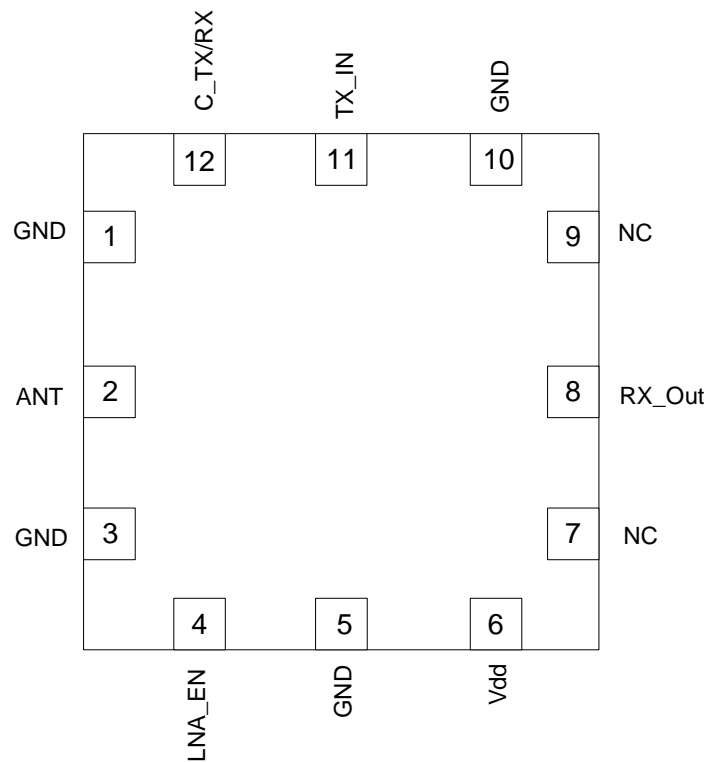 C_TX/RX
TX_IN
GND
12
11
10
GND
1
9
NC
ANT
2
8
RX_Out
GND
3
7
NC
4
5
6
LNA_EN
GND
Vdd